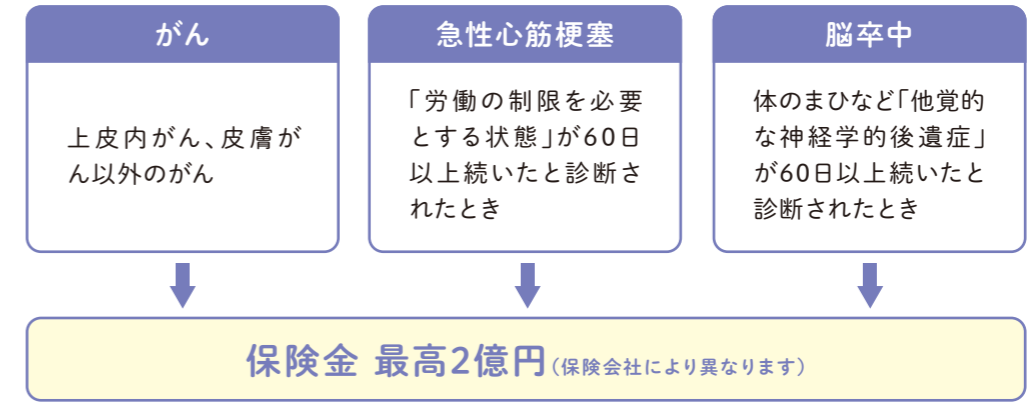 がん
上皮内がん、皮膚が
ん以外のがん
急性心筋梗塞
「労働の制限を必要
とする状態」が60日
以上続いたと診断さ
れたとき
脳卒中
体のまひなど「他覚的
な神経学的後遺症」
が60日以上続いたと
診断されたとき
保険金 最高2億円(保険会社により異なります)